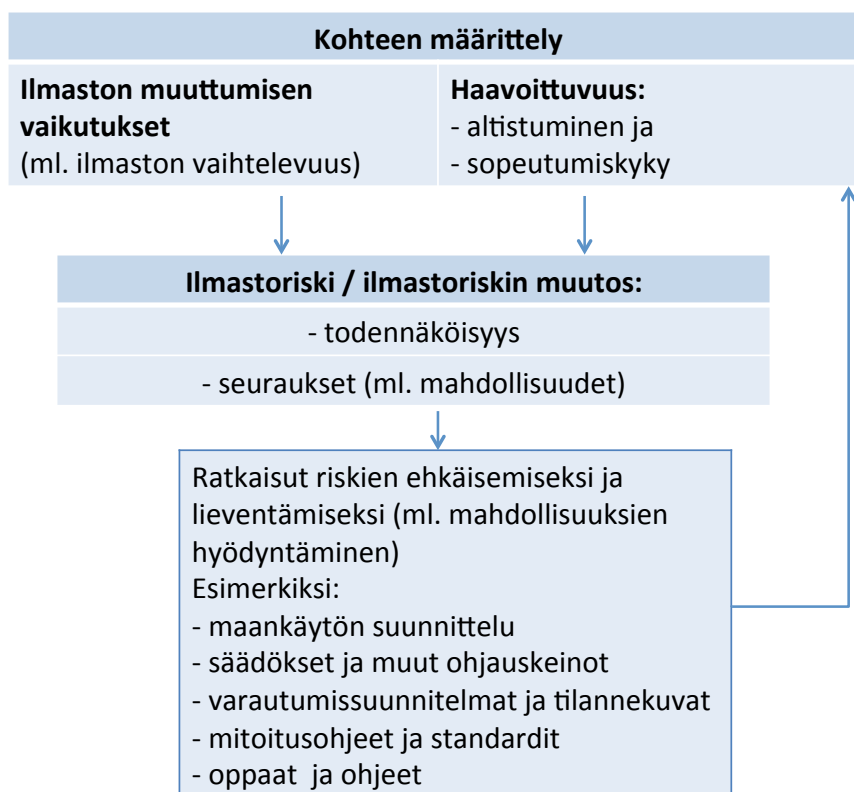 Kohteen määrittely
Ilmaston muuttumisen
vaikutukset
(ml. ilmaston vaihtelevuus)
Haavoittuvuus:
- altistuminen ja
- sopeutumiskyky
Ilmastoriski / ilmastoriskin muutos:
- todennäköisyys
- seuraukset (ml. mahdollisuudet)
Ratkaisut riskien ehkäisemiseksi ja
lieventämiseksi (ml. mahdollisuuksien
hyödyntäminen)
Esimerkiksi:
- maankäytön suunnittelu
- säädökset ja muut ohjauskeinot
- varautumissuunnitelmat ja tilannekuvat
- mitoitusohjeet ja standardit
- oppaat ja ohjeet